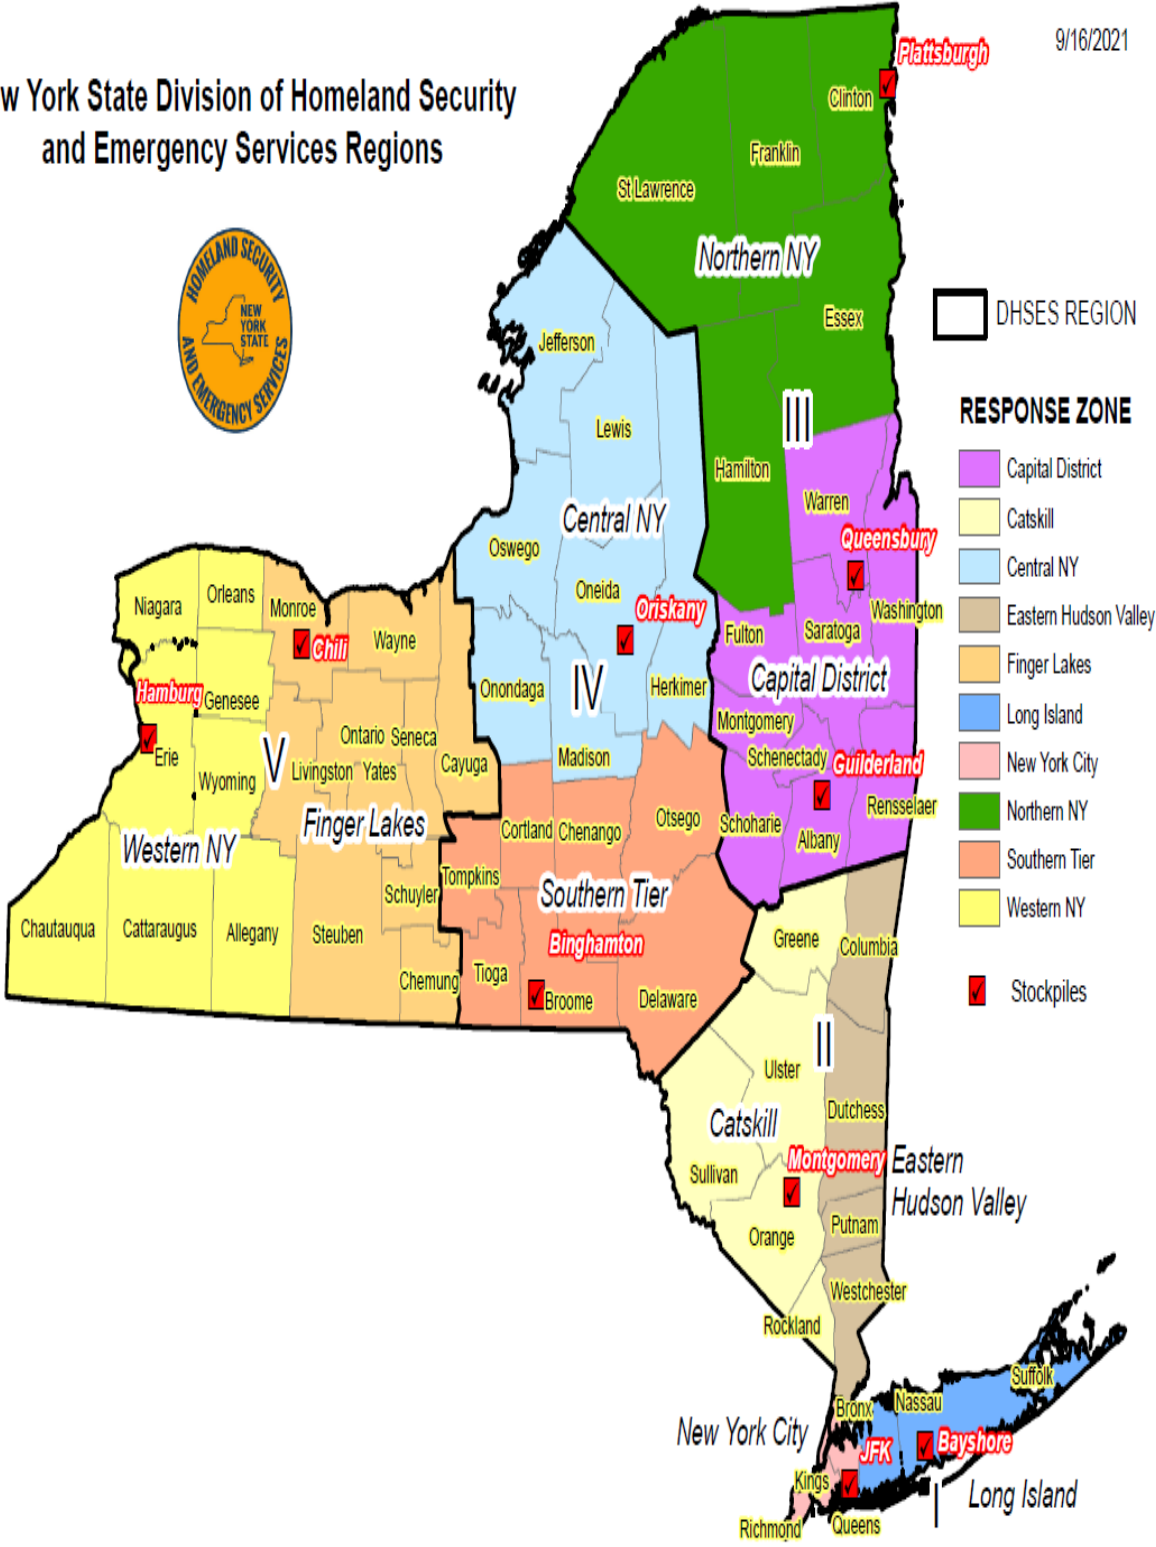 w York State Division of Homeland Security
and Emergency Services Regions
9/16/2021
HOMELAND SECURITY
AND EMERGENCY SERVICES
NEW
YORK
STATE
Plattsburgh
Clinton
Franklin
St Lawrence
Northern NY
Essex
DHSES REGION
Jefferson
Lewis
III
Hamilton
RESPONSE ZONE
Capital District
Catskill
Central NY
Eastern Hudson Valley
Finger Lakes
Long Island
New York City
Northern NY
Southern Tier
Western NY
Stockpiles
Warren
Central NY
Queensbury
Oswego
Oneida
Oriskany
Washington
Fulton
Saratoga
Niagara
Orleans
Monroe
Chili
Wayne
Capital District
Onondaga
IV
Herkimer
Hamburg
Genesee
Montgomery
Ontario
Seneca
Erie
V
Livingston
Yates
Cayuga
Madison
Schenectady
Guilderland
Wyoming
Rensselaer
Western NY
Finger Lakes
Cortland
Chenango
Otsego
Schoharie
Albany
Tompkins
Schuyler
Southern Tier
Chautauqua
Cattaraugus
Allegany
Steuben
Binghamton
Greene
Columbia
Chemung
Tioga
Broome
Delaware
II
Ulster
Catskill
Dutchess
Sullivan
Montgomery
Eastern
Hudson Valley
Orange
Putnam
Westchester
Rockland
Suffolk
Bronx
Nassau
New York City
JFK
Bayshore
Kings
I
Long Island
Richmond
Queens